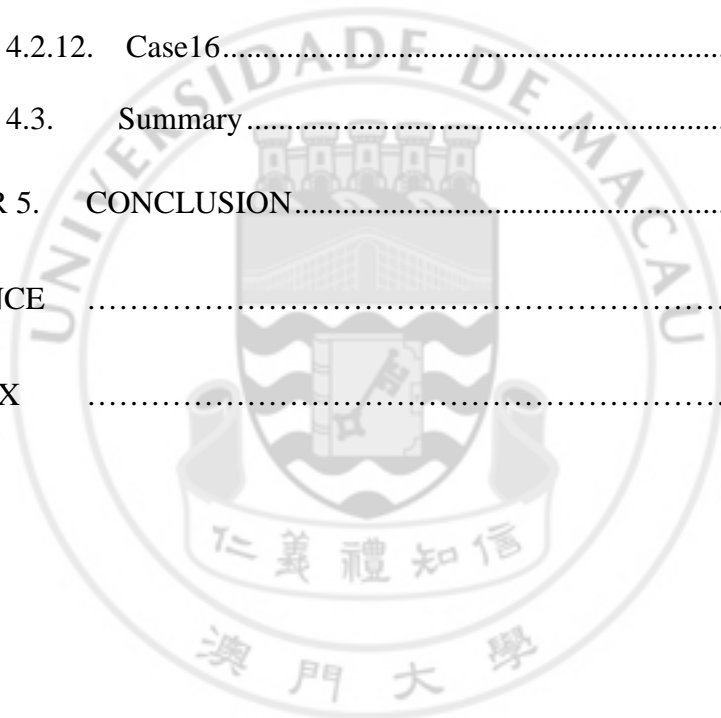 4.2.12. Case16
4.3. Summary
R 5. CONCLUSION
NCE
X
UNIVERSIDADE DE MACAU
仁義禮知信
澳門大學